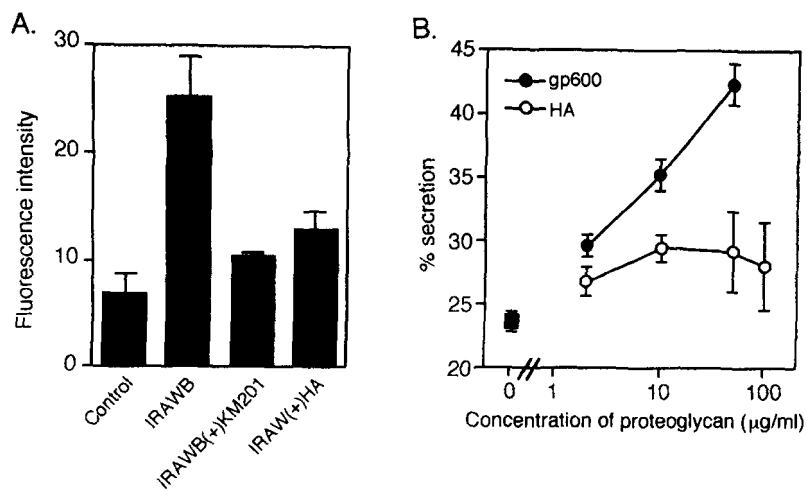 A.
30
20
10
0
Fluorescence intensity
Control
IRAWB
IRAWB(+)KM201
IRAW(+)HA
B.
45
40
35
30
25
20
% secretion
gp600
HA
0 1 10 100
Concentration of proteoglycan (μg/ml)